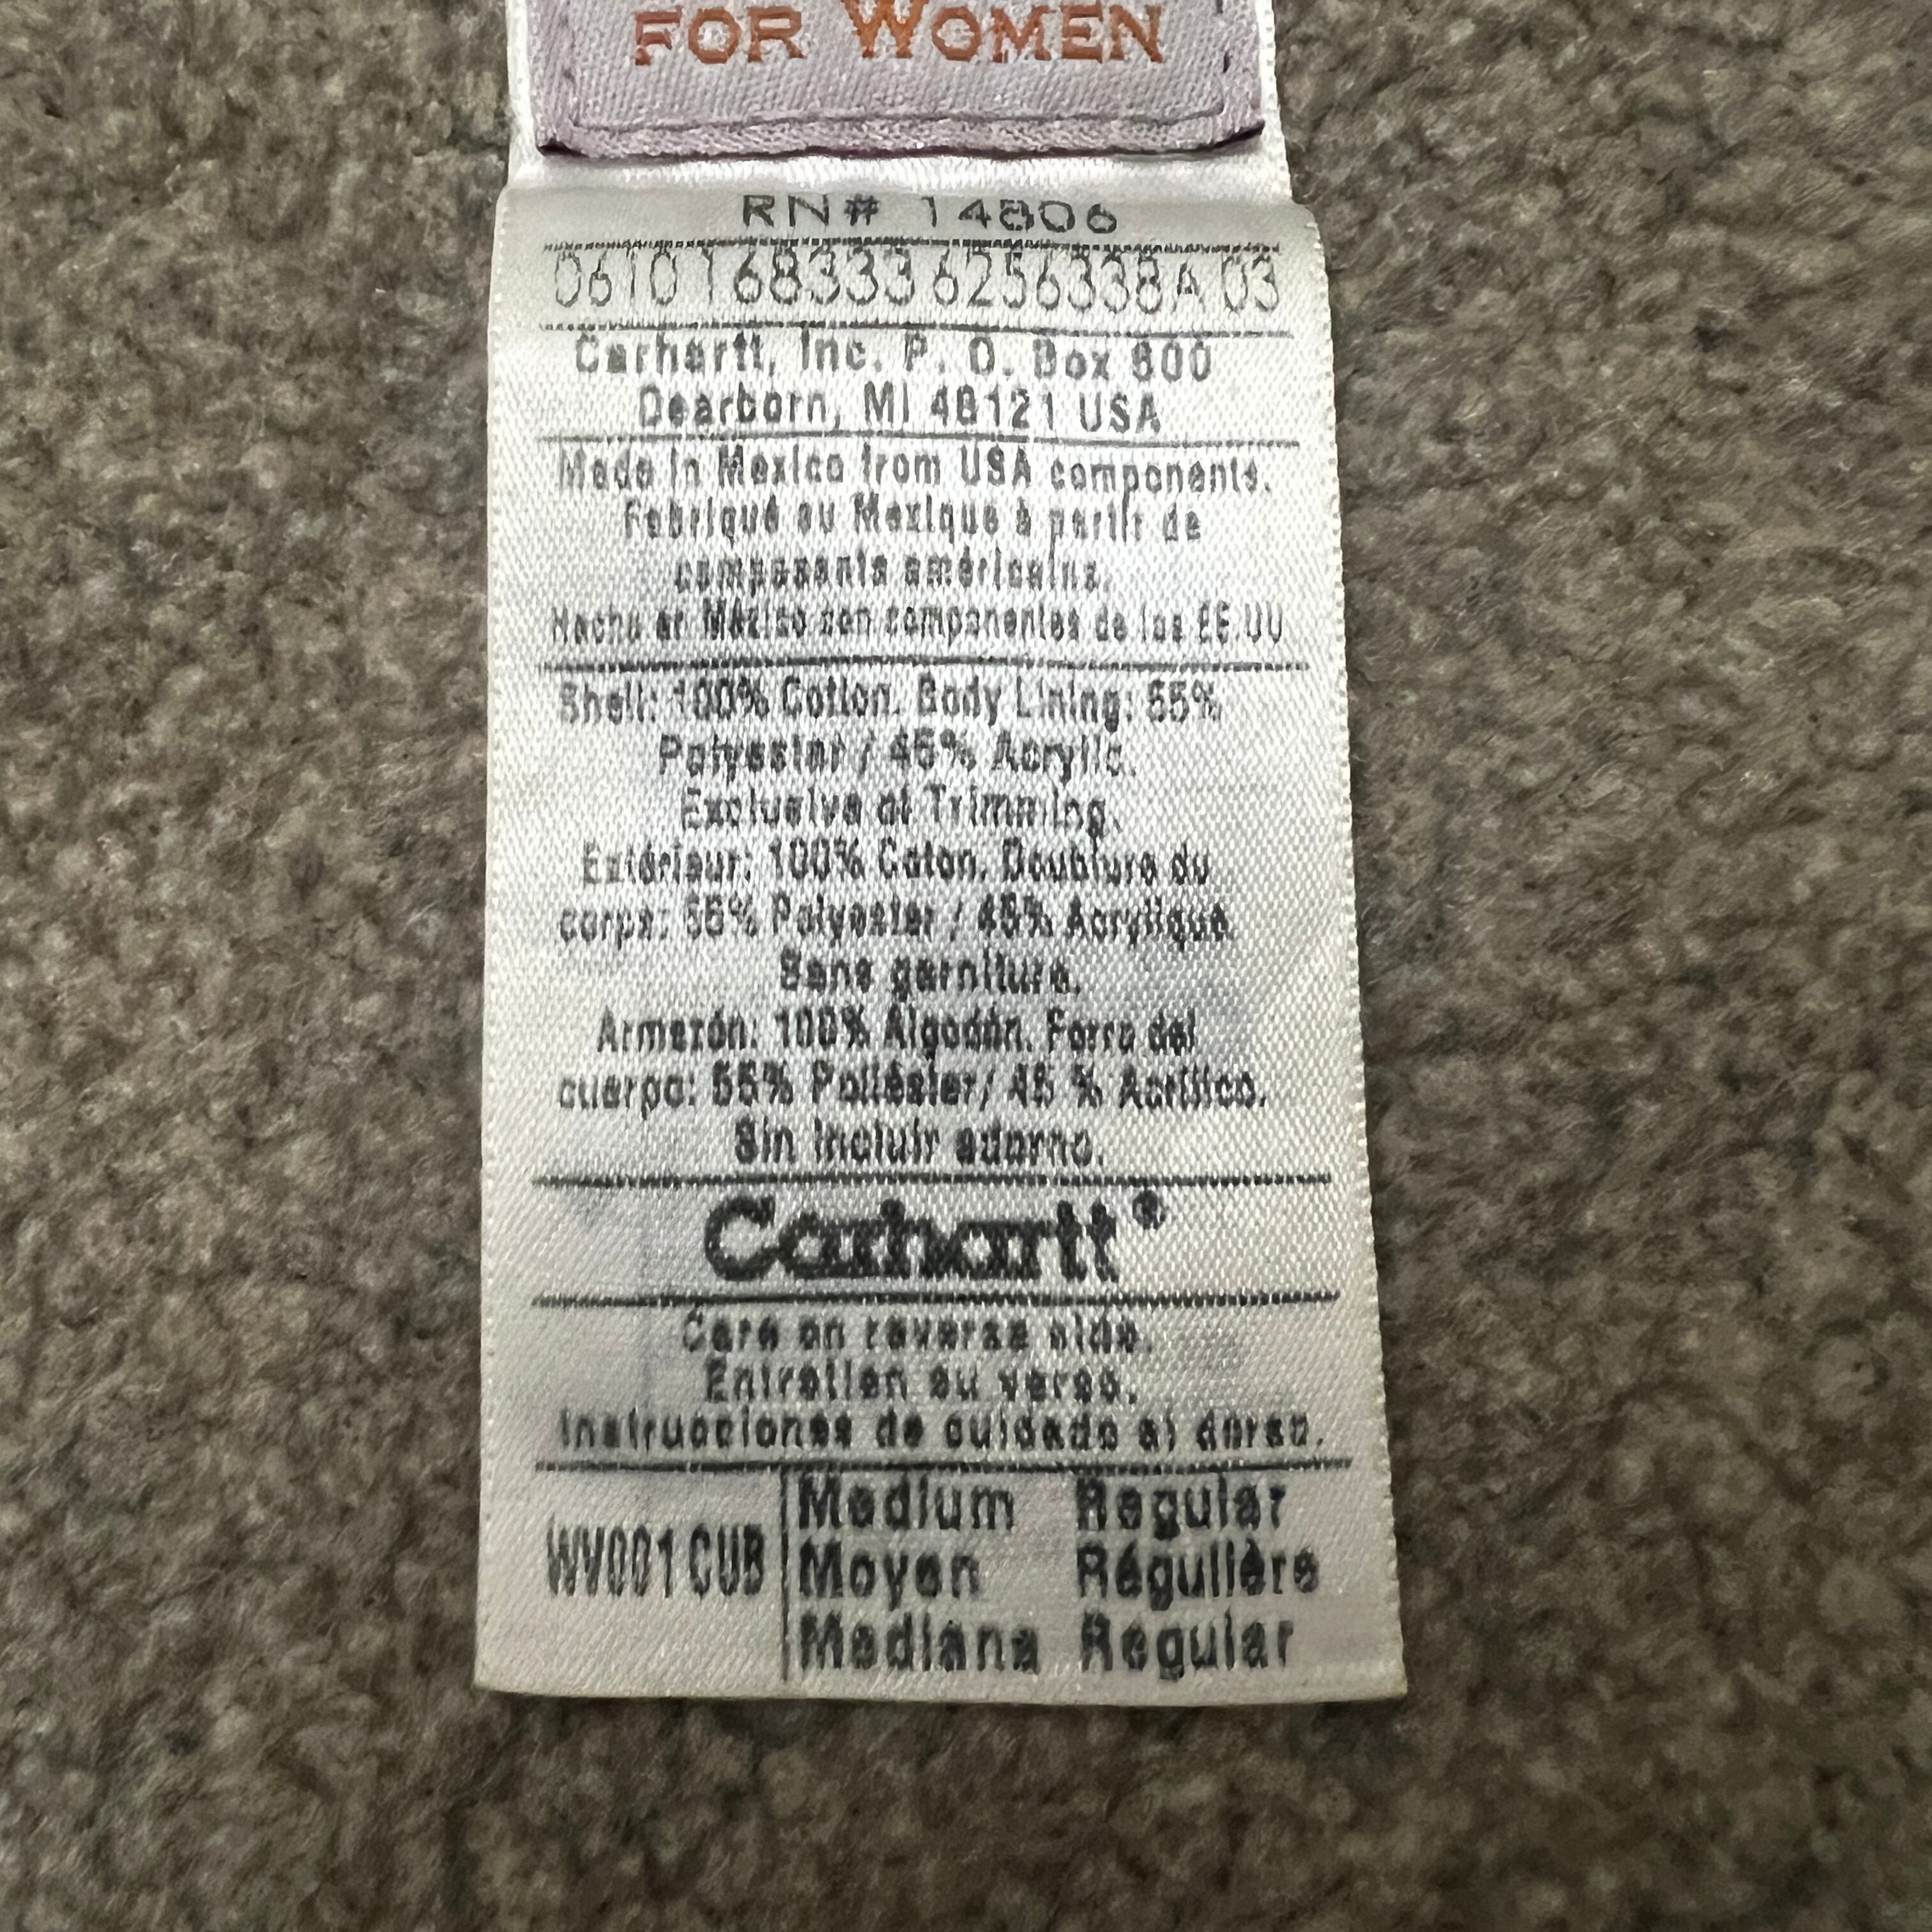 FOR WOMEN
RN# 14806
0610 168333 6256338A 03
Carhartt, Inc. P. O. Box 600
Dearborn, MI 48121 USA
Made in Mexico from USA components.
Fabriqué au Mexique à partir de
composants américains.
Hecho en México con componentes de los EE.UU
Shell: 100% Cotton. Body Lining: 55%
Polyester / 45% Acrylic.
Exclusive of Trimming.
Extérieur: 100% Coton. Doublure du
corps: 55% Polyester / 45% Acrylique.
Sans garniture.
Armazón: 100% Algodón. Forro del
cuerpo: 55% Poliéster/ 45 % Acrílico.
Sin incluir adorno.
Carhartt®
Care on reverse side.
Entretien au verso.
Instrucciones de cuidado al dorso.
WV001 CUB
Medium Regular
Moyen Régulière
Mediana Regular